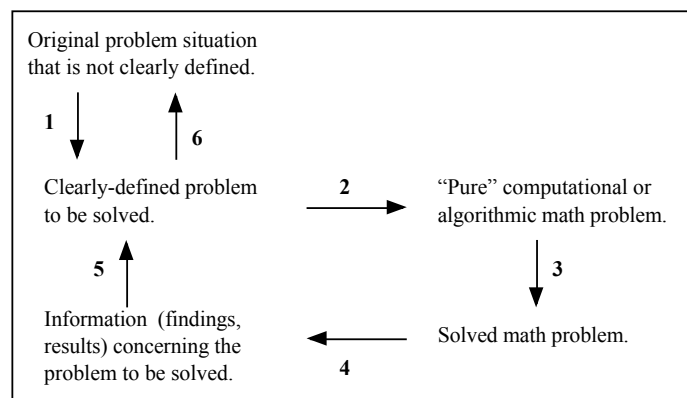 Original problem situation
that is not clearly defined.
1
6
Clearly-defined problem
to be solved.
2
“Pure” computational or
algorithmic math problem.
5
3
Information (findings,
results) concerning the
problem to be solved.
4
Solved math problem.